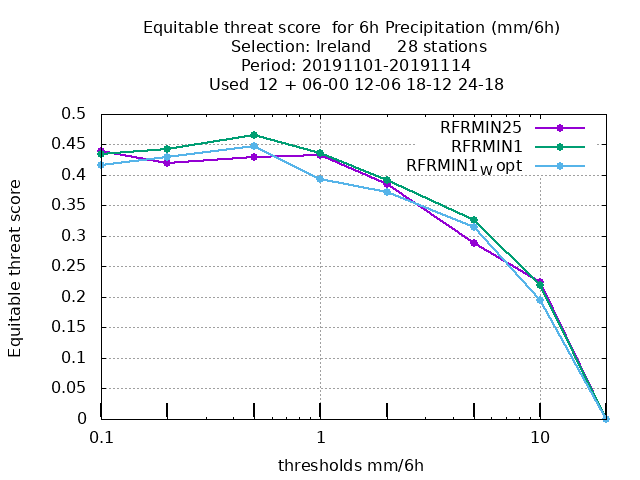 Equitable threat score  for 6h Precipitation (mm/6h)
Selection: Ireland     28 stations
Period: 20191101-20191114
Used  12 + 06-00 12-06 18-12 24-18
RFRMIN25
RFRMIN1
RFRMIN1W opt
Equitable threat score
0.5
0.45
0.4
0.35
0.3
0.25
0.2
0.15
0.1
0.05
0
0.1
1
10
thresholds mm/6h